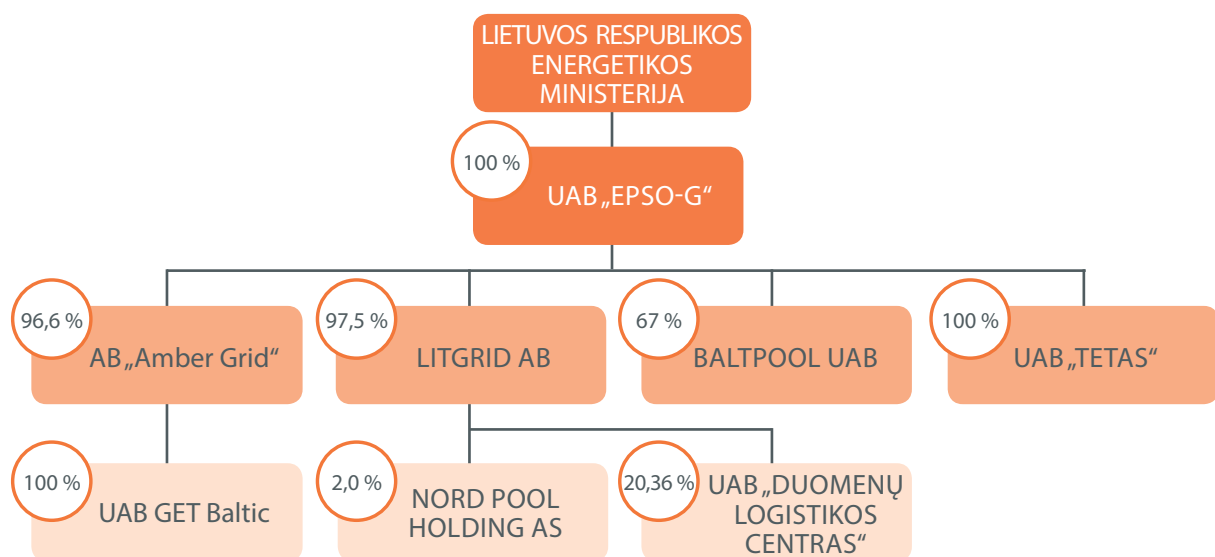 LIETUVOS RESPUBLIKOS
ENERGETIKOS
MINISTERIJA
100 %
UAB „EPSO-G“
96,6 %
AB „Amber Grid“
97,5 %
LITGRID AB
67 %
BALTPOOL UAB
100 %
UAB „TETAS“
100 %
UAB GET Baltic
2,0 %
NORD POOL
HOLDING AS
20,36 %
UAB „DUOMENŲ
LOGISTIKOS
CENTRAS“